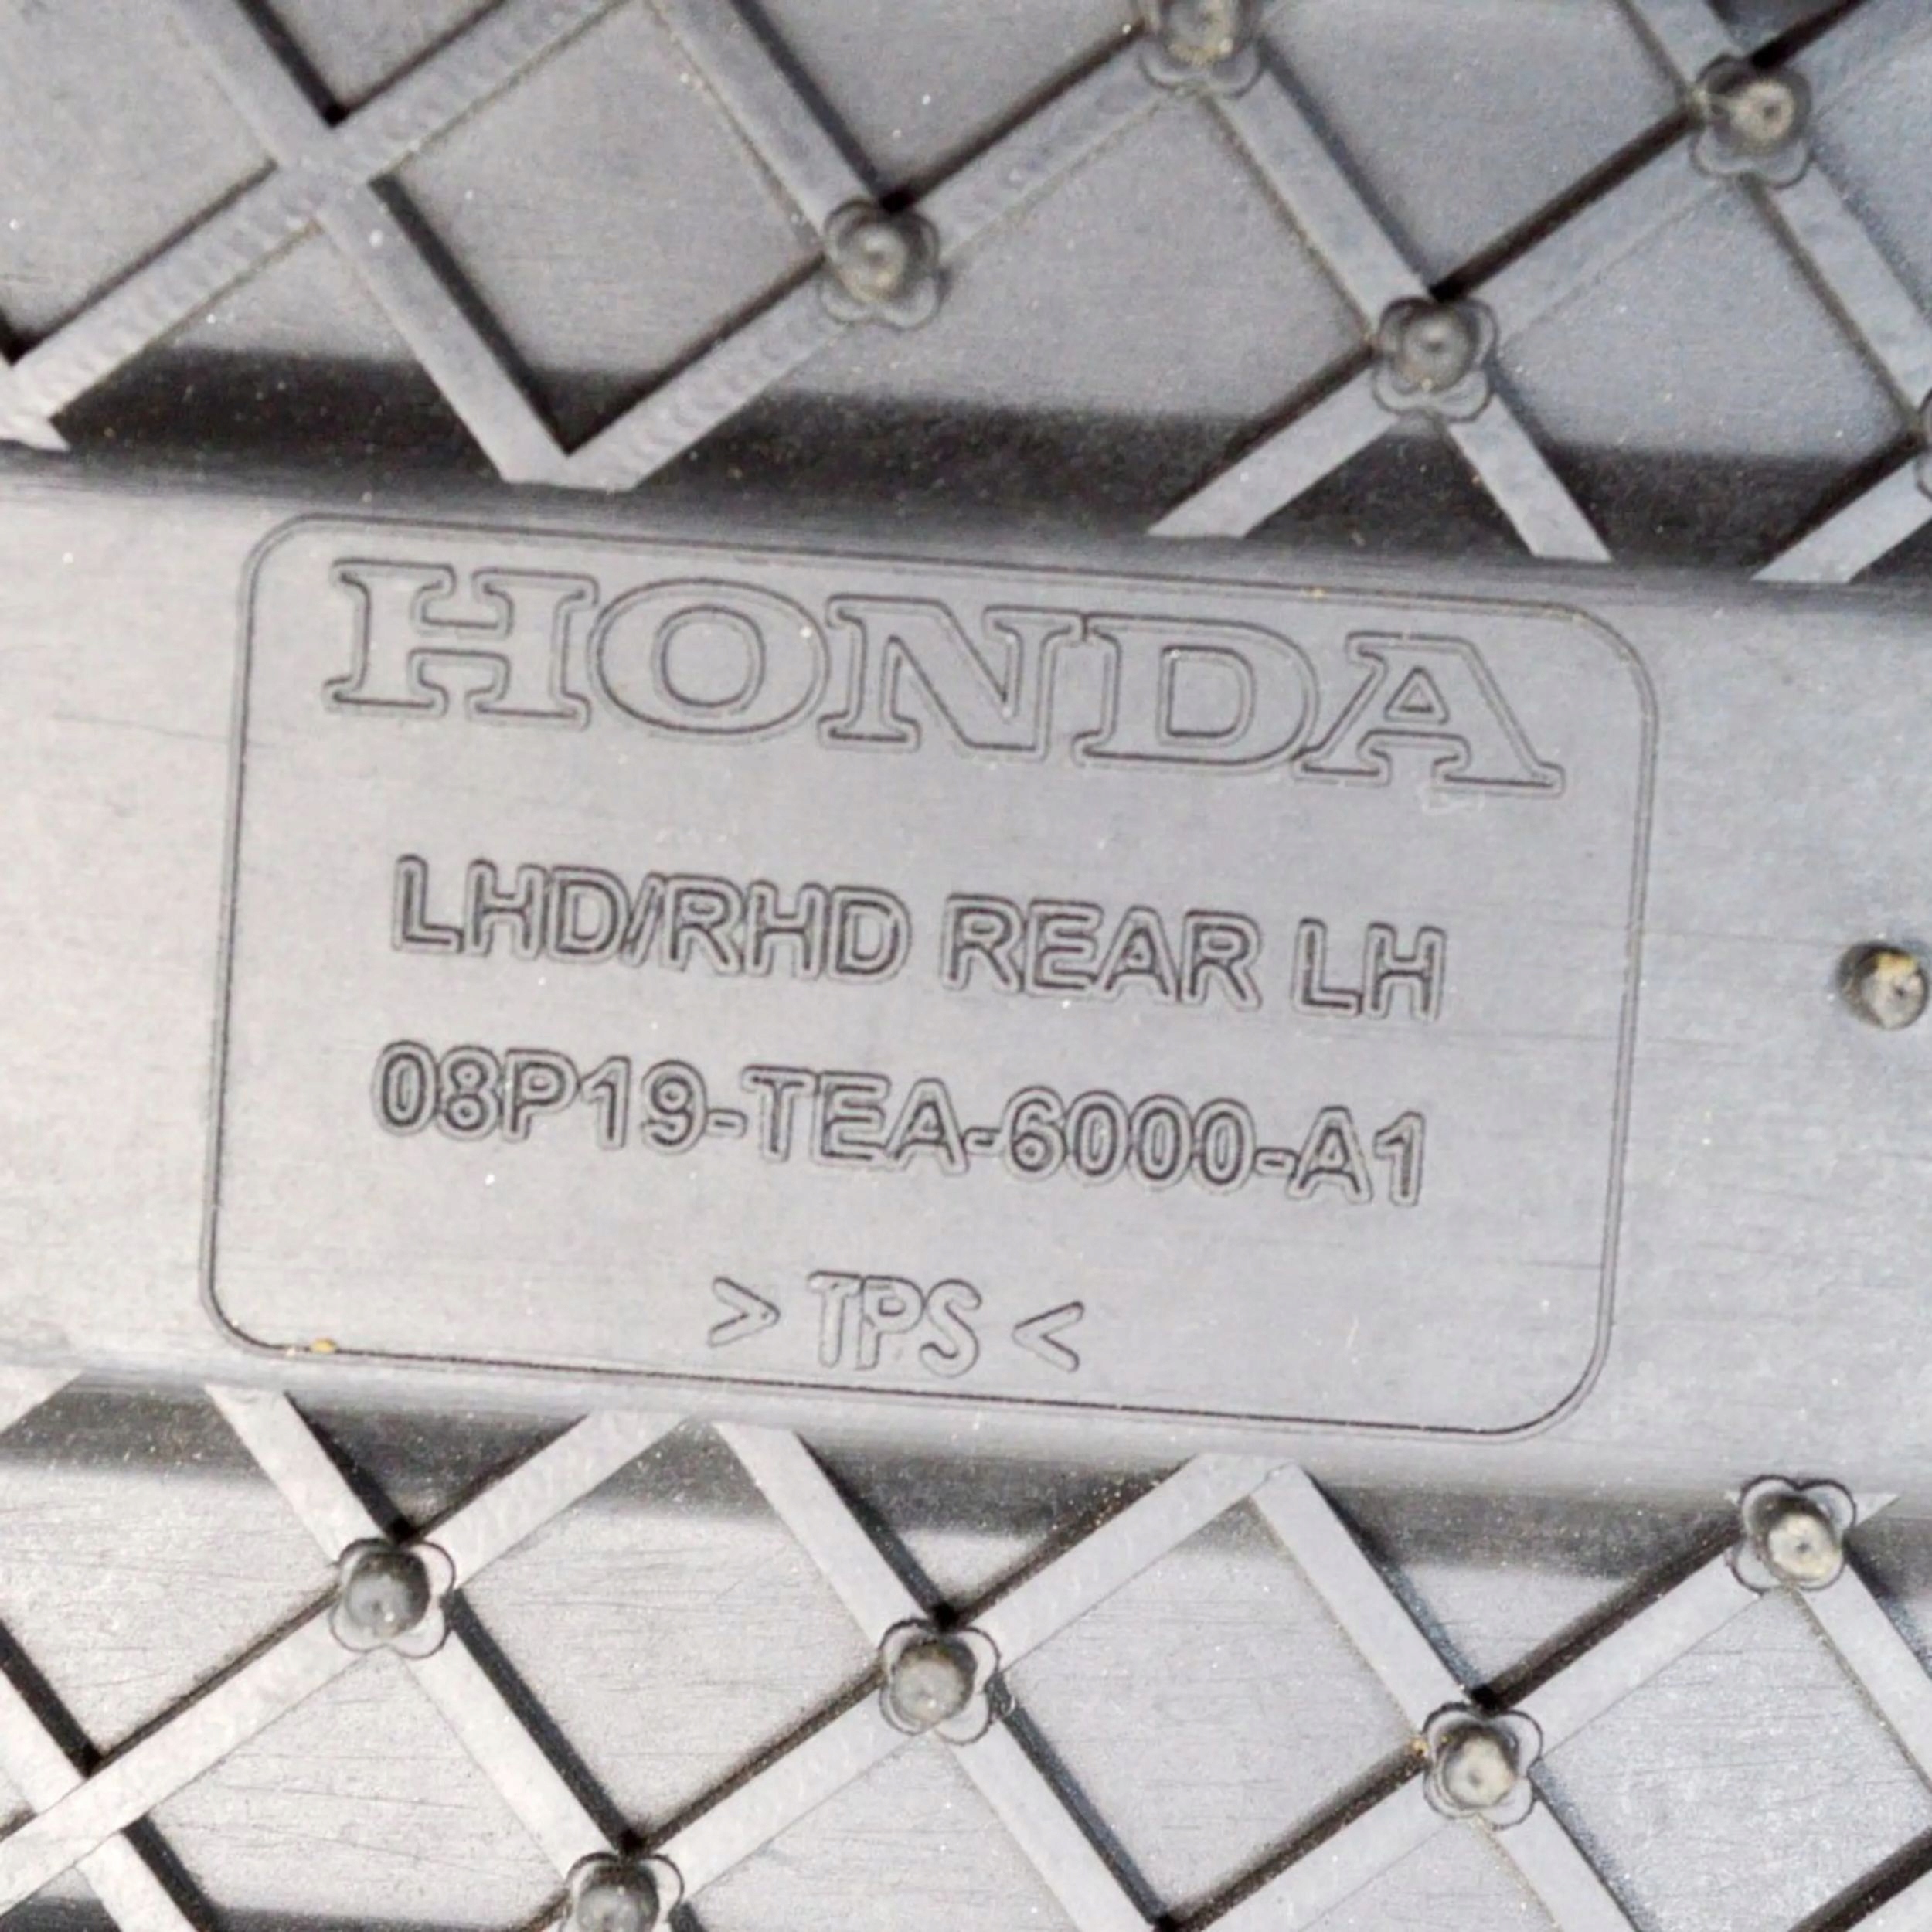 HONDA
LHD/RHD REAR LH
08P19-TEA-6000-A1
> TPS <